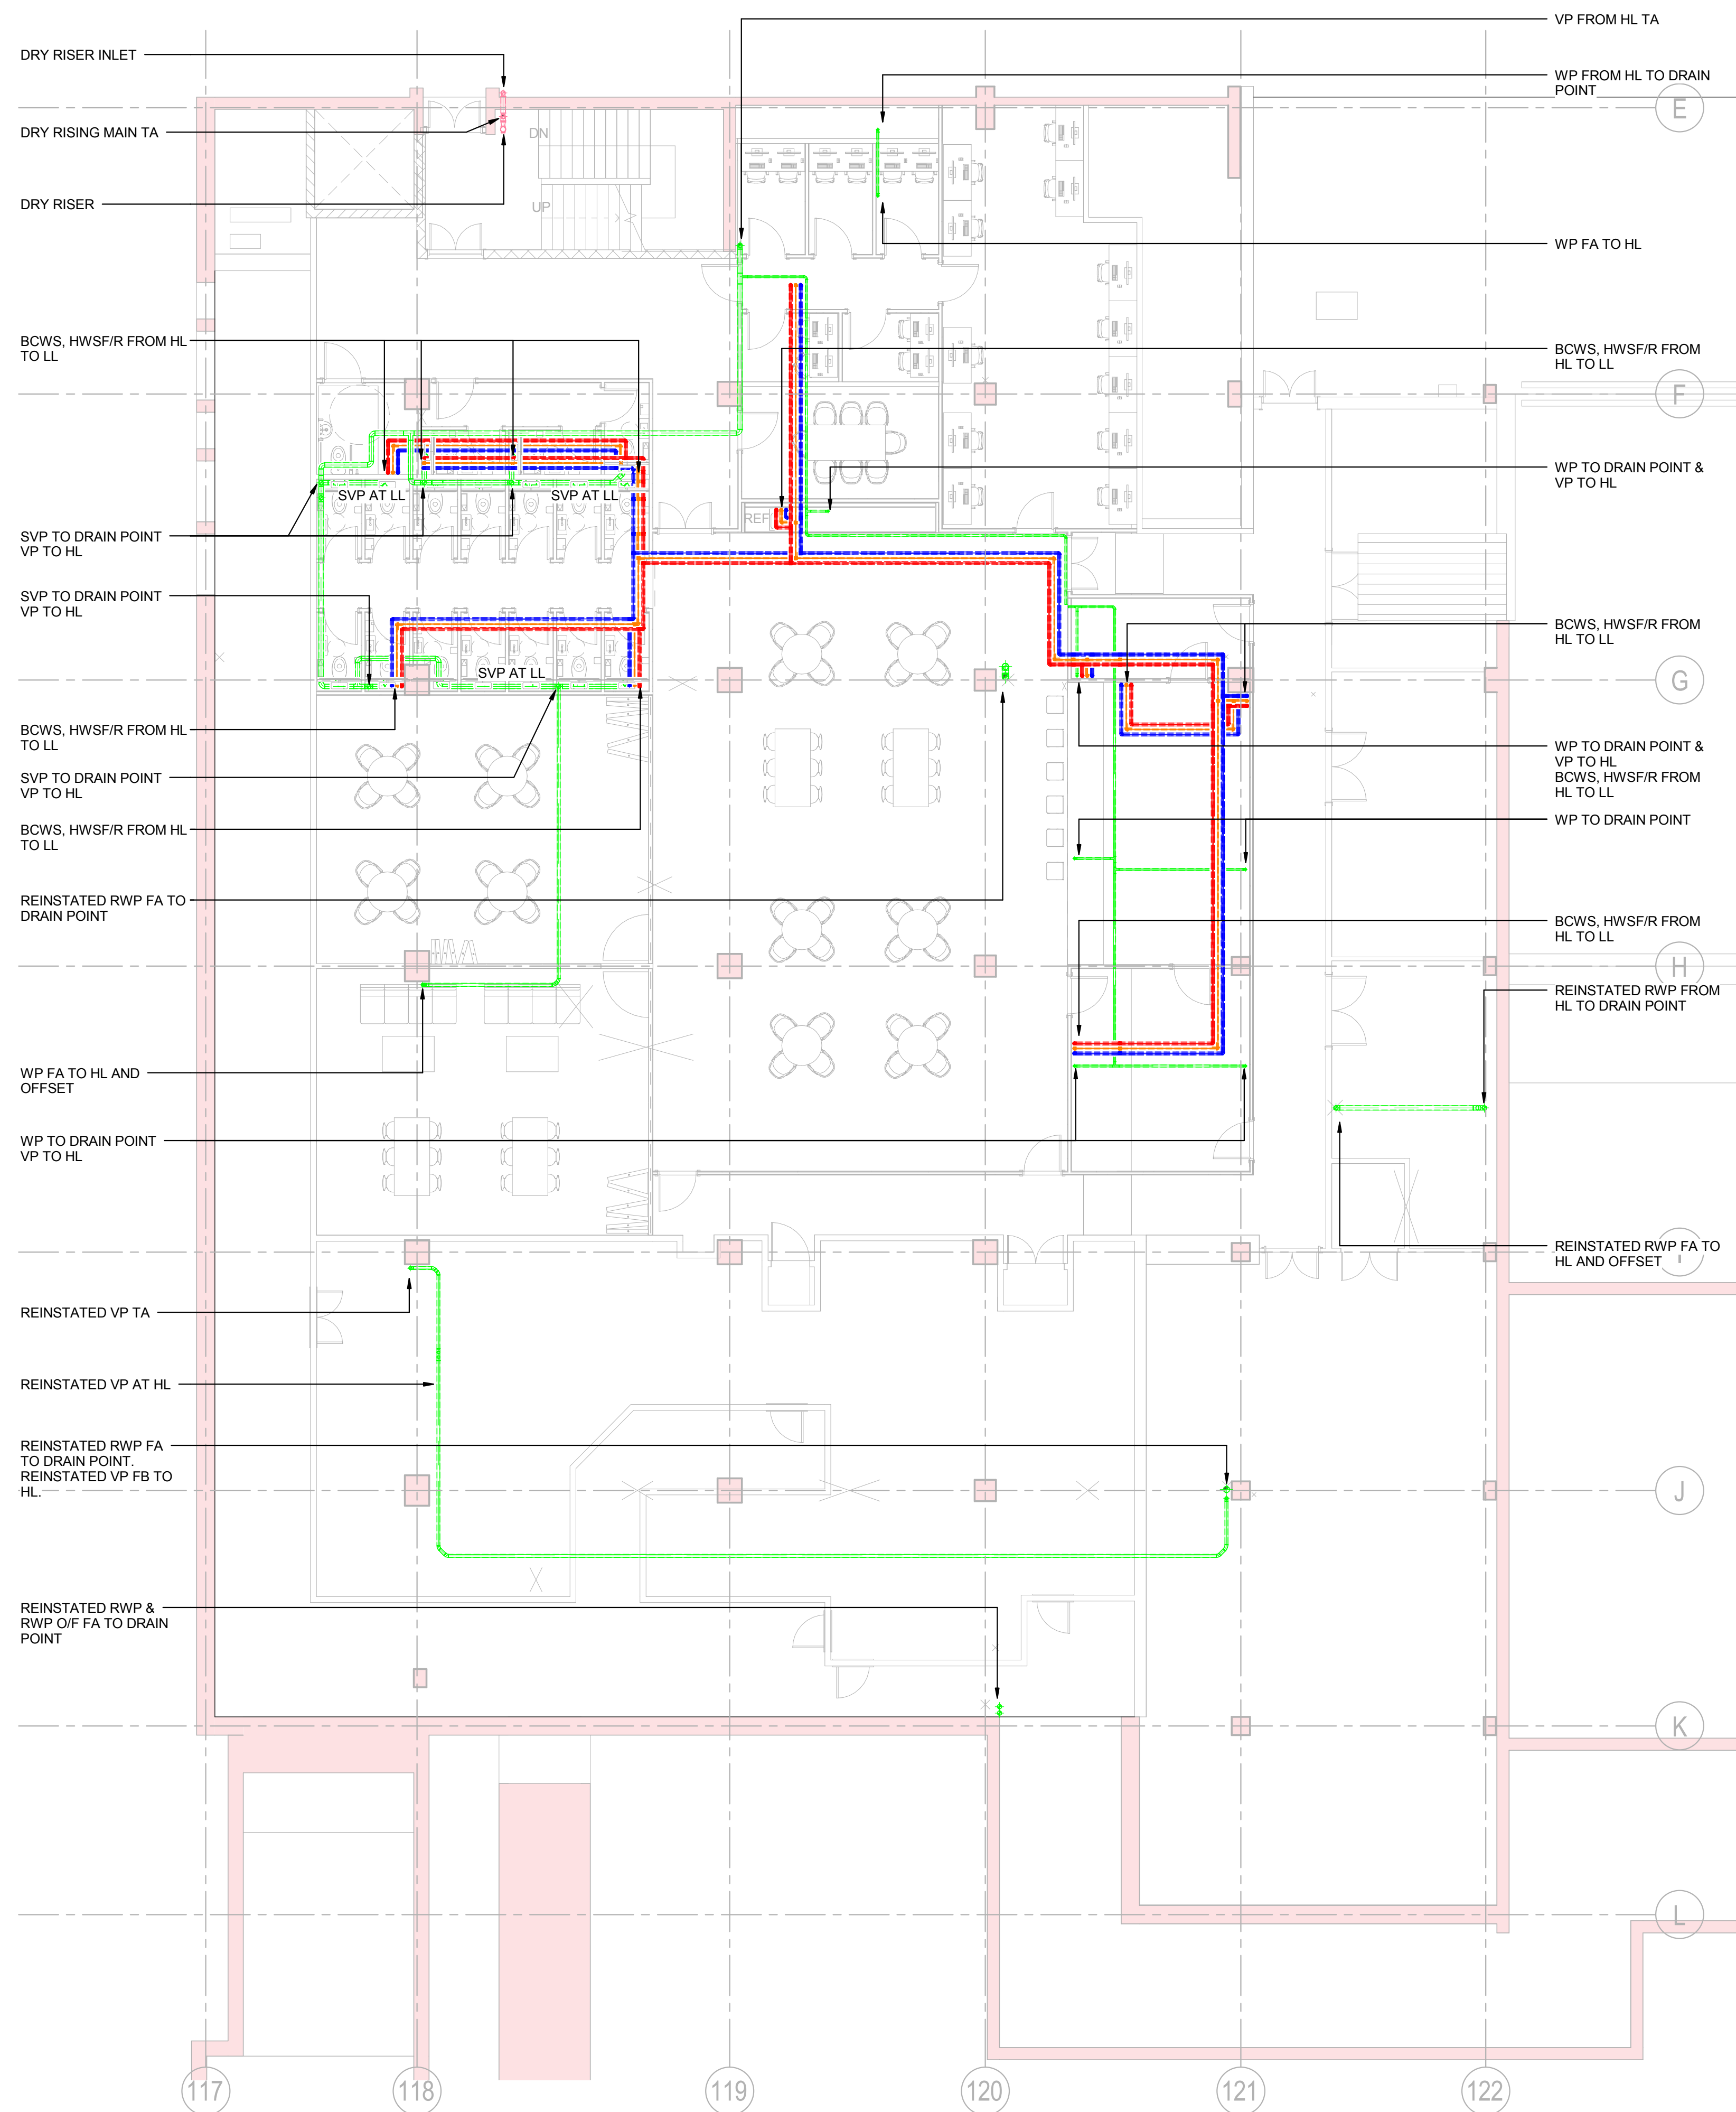 VP FROM HL TA
DRY RISER INLET
WP FROM HL TO DRAIN
POINT
E
DRY RISING MAIN TA
DN
DRY RISER
UP
WP FA TO HL
BCWS, HWSF/R FROM HL
TO LL
BCWS, HWSF/R FROM
HL TO LL
F
WP TO DRAIN POINT &
VP TO HL
SVP AT LL
SVP AT LL
REF
SVP TO DRAIN POINT
VP TO HL
SVP TO DRAIN POINT
VP TO HL
BCWS, HWSF/R FROM
HL TO LL
SVP AT LL
G
BCWS, HWSF/R FROM HL
TO LL
WP TO DRAIN POINT &
VP TO HL
BCWS, HWSF/R FROM
HL TO LL
SVP TO DRAIN POINT
VP TO HL
BCWS, HWSF/R FROM HL
TO LL
WP TO DRAIN POINT
REINSTATED RWP FA TO
DRAIN POINT
BCWS, HWSF/R FROM
HL TO LL
H
REINSTATED RWP FROM
HL TO DRAIN POINT
WP FA TO HL AND
OFFSET
WP TO DRAIN POINT
VP TO HL
REINSTATED RWP FA TO
HL AND OFFSET
I
REINSTATED VP TA
REINSTATED VP AT HL
REINSTATED RWP FA
TO DRAIN POINT.
REINSTATED VP FB TO
HL.
J
REINSTATED RWP &
RWP O/F FA TO DRAIN
POINT
K
L
117
118
119
120
121
122